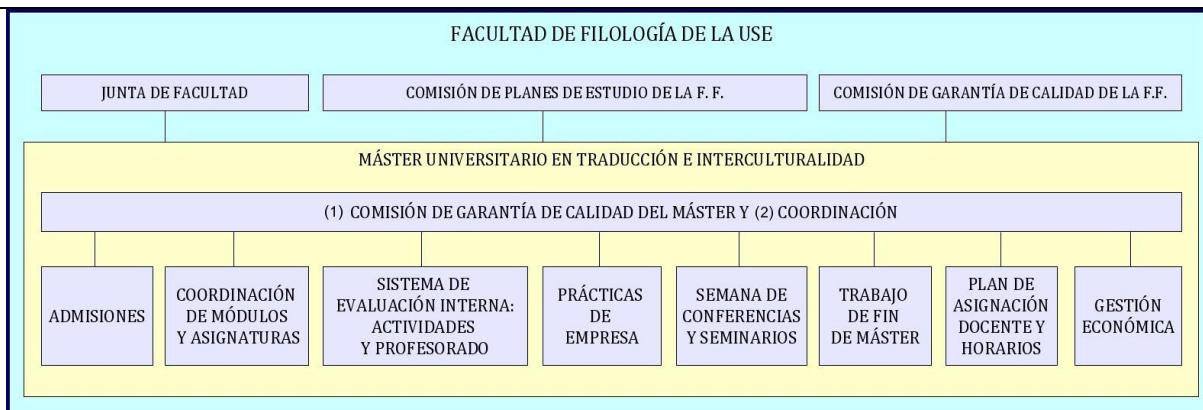 FACULTAD DE FILOLOGÍA DE LA USE
JUNTA DE FACULTAD
COMISIÓN DE PLANES DE ESTUDIO DE LA F. F.
COMISIÓN DE GARANTÍA DE CALIDAD DE LA F.F.
MÁSTER UNIVERSITARIO EN TRADUCCIÓN E INTERCULTURALIDAD
(1) COMISIÓN DE GARANTÍA DE CALIDAD DEL MÁSTER Y (2) COORDINACIÓN
ADMISIONES
COORDINACIÓN
DE MÓDULOS
Y ASIGNATURAS
SISTEMA DE
EVALUACIÓN INTERNA:
ACTIVIDADES
Y PROFESORADO
PRÁCTICAS
DE
EMPRESA
SEMANA DE
CONFERENCIAS
Y SEMINARIOS
TRABAJO
DE FIN
DE MÁSTER
PLAN DE
ASIGNACIÓN
DOCENTE Y
HORARIOS
GESTIÓN
ECONÓMICA